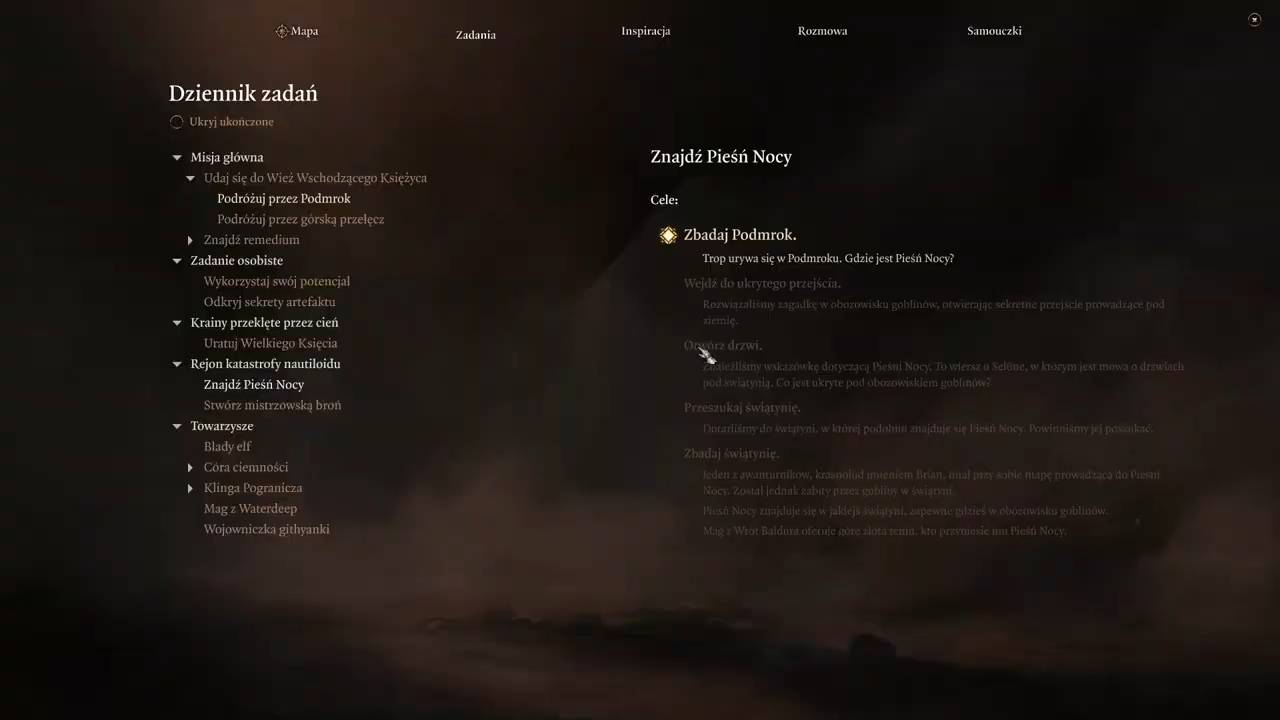 Mapa
Zadania
Inspiracja
Rozmowa
Samouczki
Dziennik zadań
Ukryj ukończone
Misja główna
Udaj się do Wież Wschodzącego Księżyca
Podróżuj przez Podmrok
Podróżuj przez górską przełęcz
Znajdź remedium
Zadanie osobiste
Wykorzystaj swój potencjał
Odkryj sekrety artefaktu
Krainy przeklęte przez cień
Uratuj Wielkiego Księcia
Rejon katastrofy nautiloidu
Znajdź Pieśń Nocy
Stwórz mistrzowską broń
Towarzysze
Blady elf
Córa ciemności
Klinga Pogranicza
Mag z Waterdeep
Wojowniczka githyanki
Znajdź Pieśń Nocy
Cele:
Zbadaj Podmrok.
Trop urywa się w Podmroku. Gdzie jest Pieśń Nocy?
Wejdź do ukrytego przejścia.
Rozwiązaliśmy zagadkę w obozowisku goblinów, otwierając sekretne przejście prowadzące pod
ziemię.
Otwórz drzwi.
Znaleźliśmy wskazówkę dotyczącą Pieśni Nocy. To wiersz o Selûne, w którym jest mowa o drzwiach
pod świątynią. Co jest ukryte pod obozowiskiem goblinów?
Przeszukaj świątynię.
Dotarliśmy do świątyni, w której podobno znajduje się Pieśń Nocy. Powinniśmy jej poszukać.
Zbadaj świątynię.
Jeden z awanturników, krasnolud imieniem Brian, miał przy sobie mapę prowadzącą do Pieśni
Nocy. Został jednak zabity przez gobliny w świątyni.
Pieśń Nocy znajduje się w jakiejś świątyni, zapewne gdzieś w obozowisku goblinów.
Mag z Wrót Baldura oferuje górę złota temu, kto przyniesie mu Pieśń Nocy.